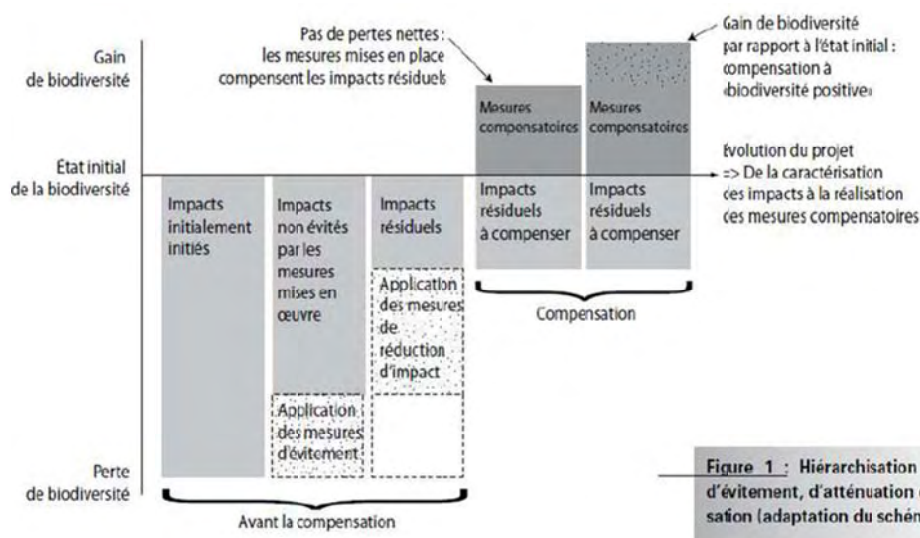 Pas de pertes nettes :
les mesures mises en place
compensent les impacts résiduels
Gain de biodiversité
par rapport à l'état initial :
compensation à
‹biodiversité positive›
Gain
de biodiversité
Mesures
compensatoires
Mesures
compensatoires
État initial
de la biodiversité
Évolution du projet
=> De la caractérisation
des impacts à la réalisation
des mesures compensatoires
Impacts
initialement
initiés
Impacts
non évités
par les
mesures
mises en
œuvre
Impacts
résiduels
Impacts
résiduels
à compenser
Impacts
résiduels
à compenser
Application
des mesures
de
réduction
d'impact
Compensation
Application
des mesures
d'évitement
Perte
de biodiversité
Avant la compensation
Figure 1 : Hiérarchisation
d'évitement, d'atténuation
sation (adaptation du